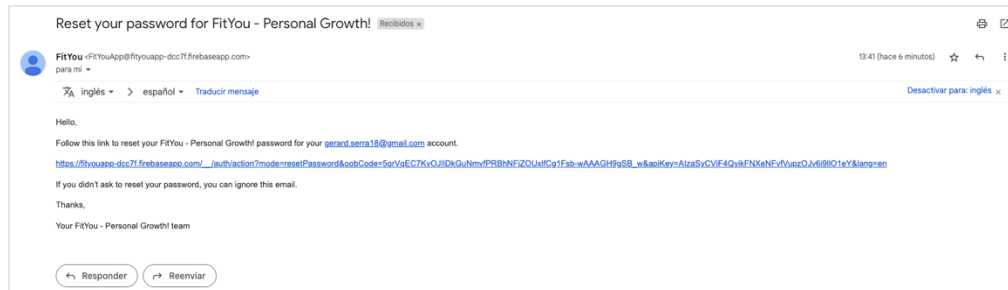 Reset your password for FitYou - Personal Growth! Recibidos x
FitYou <FitYouApp@fityouapp-dcc7f.firebaseapp.com> 13:41 (hace 6 minutos)
para mí
inglés > español Traducir mensaje Desactivar para: inglés x
Hello,
Follow this link to reset your FitYou - Personal Growth! password for your gerard.serra18@gmail.com account.
If you didn't ask to reset your password, you can ignore this email.
Thanks,
Your FitYou - Personal Growth! team
Responder Reenviar